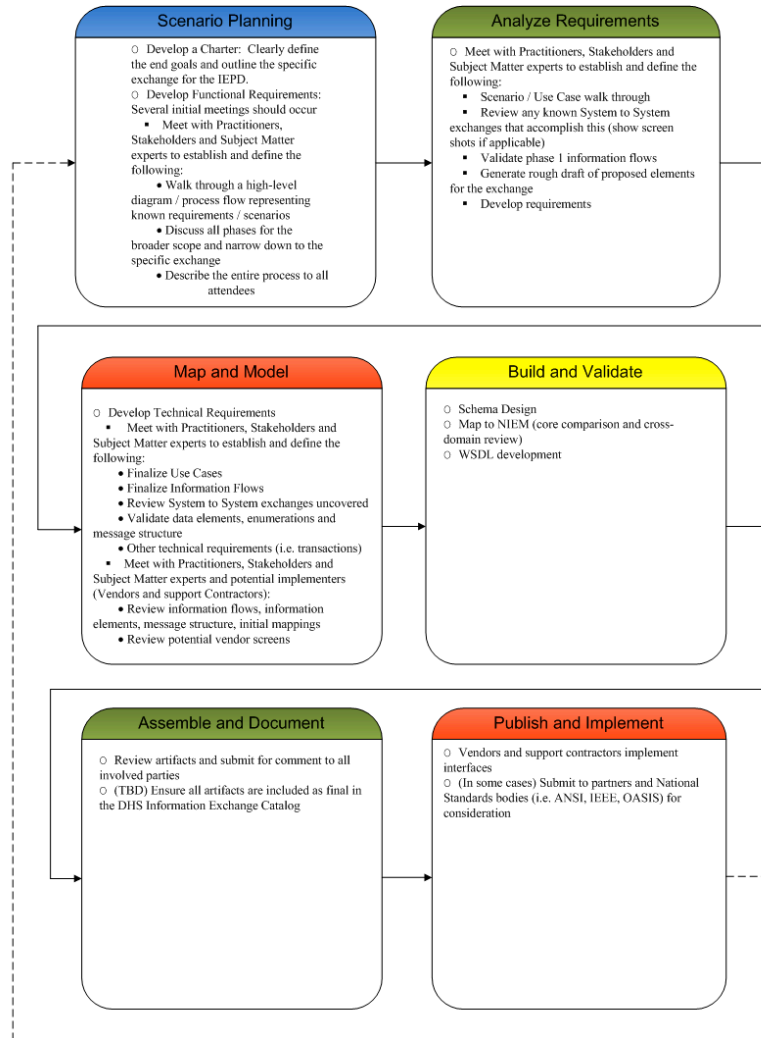 Scenario Planning
○ Develop a Charter: Clearly define
the end goals and outline the specific
exchange for the IEPD.
○ Develop Functional Requirements:
Several initial meetings should occur
▪ Meet with Practitioners,
Stakeholders and Subject Matter
experts to establish and define the
following:
• Walk through a high-level
diagram / process flow representing
known requirements / scenarios
• Discuss all phases for the
broader scope and narrow down to the
specific exchange
• Describe the entire process to all
attendees
Analyze Requirements
○ Meet with Practitioners, Stakeholders and
Subject Matter experts to establish and define the
following:
▪ Scenario / Use Case walk through
▪ Review any known System to System
exchanges that accomplish this (show screen
shots if applicable)
▪ Validate phase 1 information flows
▪ Generate rough draft of proposed elements
for the exchange
▪ Develop requirements
Map and Model
○ Develop Technical Requirements
▪ Meet with Practitioners, Stakeholders and
Subject Matter experts to establish and define the
following:
• Finalize Use Cases
• Finalize Information Flows
• Review System to System exchanges uncovered
• Validate data elements, enumerations and
message structure
• Other technical requirements (i.e. transactions)
▪ Meet with Practitioners, Stakeholders and
Subject Matter experts and potential implementers
(Vendors and support Contractors):
• Review information flows, information
elements, message structure, initial mappings
• Review potential vendor screens
Build and Validate
○ Schema Design
○ Map to NIEM (core comparison and cross-
domain review)
○ WSDL development
Assemble and Document
○ Review artifacts and submit for comment to all
involved parties
○ (TBD) Ensure all artifacts are included as final in
the DHS Information Exchange Catalog
Publish and Implement
○ Vendors and support contractors implement
interfaces
○ (In some cases) Submit to partners and National
Standards bodies (i.e. ANSI, IEEE, OASIS) for
consideration